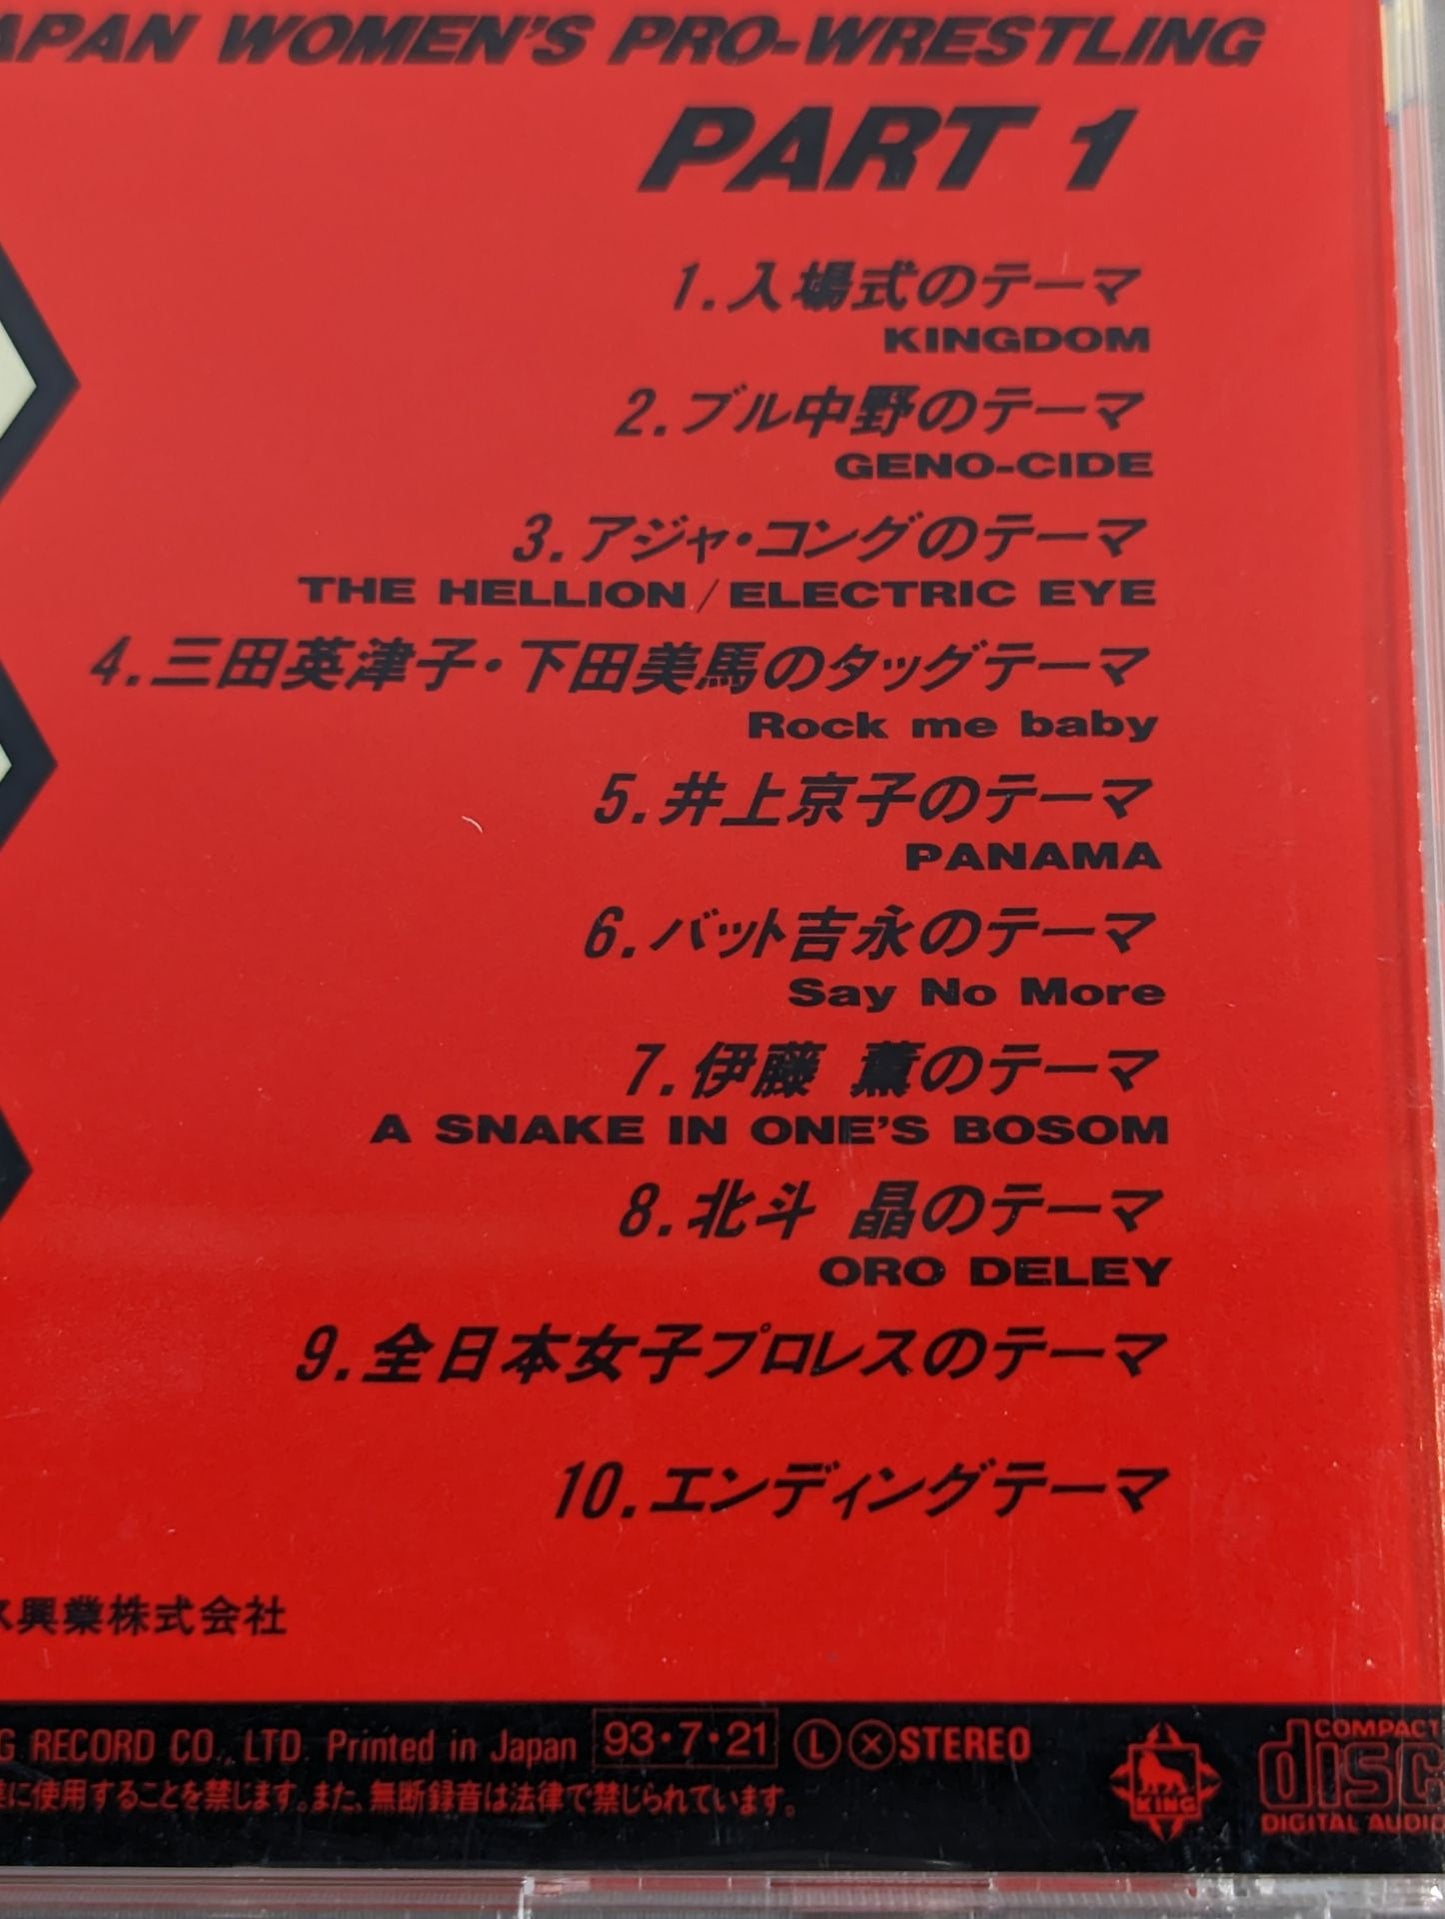 JAPAN WOMEN'S PRO-WRESTLING
PART 1
1.入場式のテーマ
KINGDOM
2.ブル中野のテーマ
GENO-CIDE
3.アジャ・コングのテーマ
THE HELLION/ELECTRIC EYE
4.三田英津子・下田美馬のタッグテーマ
Rock me baby
5.井上京子のテーマ
PANAMA
6.バット吉永のテーマ
Say No More
7.伊藤 薫のテーマ
A SNAKE IN ONE'S BOSOM
8.北斗 晶のテーマ
ORO DELEY
9.全日本女子プロレスのテーマ
10.エンディングテーマ
興業株式会社
G RECORD CO., LTD. Printed in Japan 93・7・21 Ⓛ ⓧ STEREO
に使用することを禁じます。また、無断録音は法律で禁じられています。
KING
COMPACT
disc
DIGITAL AUDIO